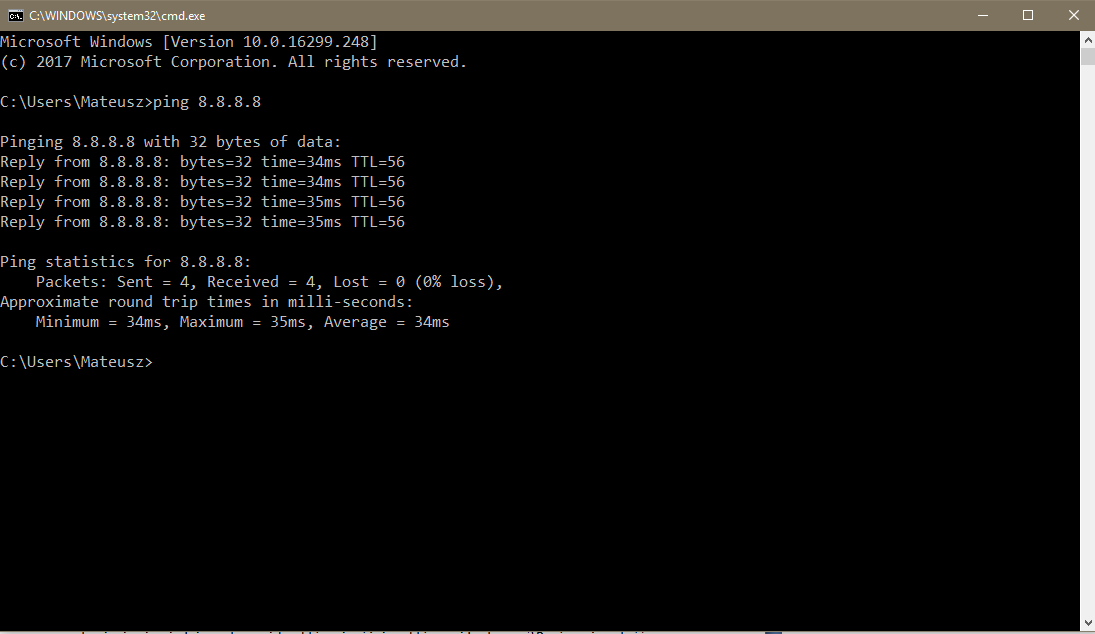 C:\WINDOWS\system32\cmd.exe
Microsoft Windows [Version 10.0.16299.248]
(c) 2017 Microsoft Corporation. All rights reserved.
C:\Users\Mateusz>ping 8.8.8.8
Pinging 8.8.8.8 with 32 bytes of data:
Reply from 8.8.8.8: bytes=32 time=34ms TTL=56
Reply from 8.8.8.8: bytes=32 time=34ms TTL=56
Reply from 8.8.8.8: bytes=32 time=35ms TTL=56
Reply from 8.8.8.8: bytes=32 time=35ms TTL=56
Ping statistics for 8.8.8.8:
    Packets: Sent = 4, Received = 4, Lost = 0 (0% loss),
Approximate round trip times in milli-seconds:
    Minimum = 34ms, Maximum = 35ms, Average = 34ms
C:\Users\Mateusz>